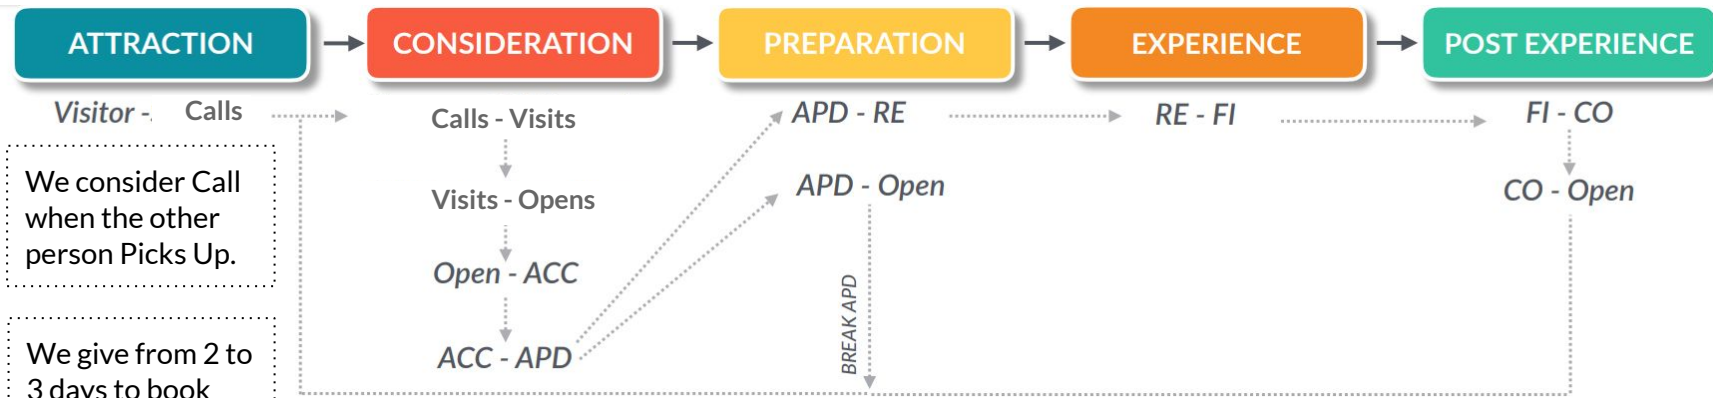 ATTRACTION
CONSIDERATION
PREPARATION
EXPERIENCE
POST EXPERIENCE
Visitor - Calls
Calls - Visits
APD - RE
RE - FI
FI - CO
We consider Call
when the other
person Picks Up.
Visits - Opens
APD - Open
CO - Open
Open - ACC
ACC - APD
BREAK APD
We give from 2 to
3 days to book